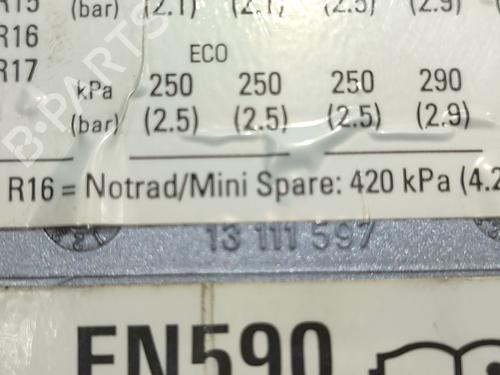 R15 (bar) (2.1) (2.1) (2.5) (2.9)
R16
R17 ECO
kPa 250 250 250 290
(bar) (2.5) (2.5) (2.5) (2.9)
R16 = Notrad/Mini Spare: 420 kPa (4.2
13 111 597
EN590
B-PARTS